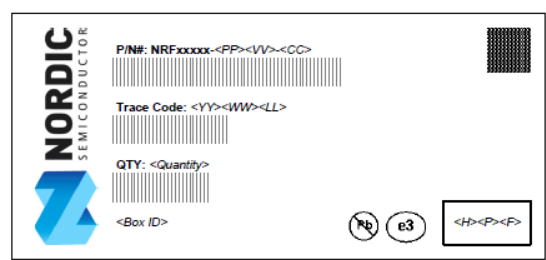 NORDIC
SEMICONDUCTOR
P/N#: NRFxxxxx-<PP><VV>-<CC>
Trace Code: <YY><WW><LL>
QTY: <Quantity>
<Box ID>
Pb
e3
<H><P><F>